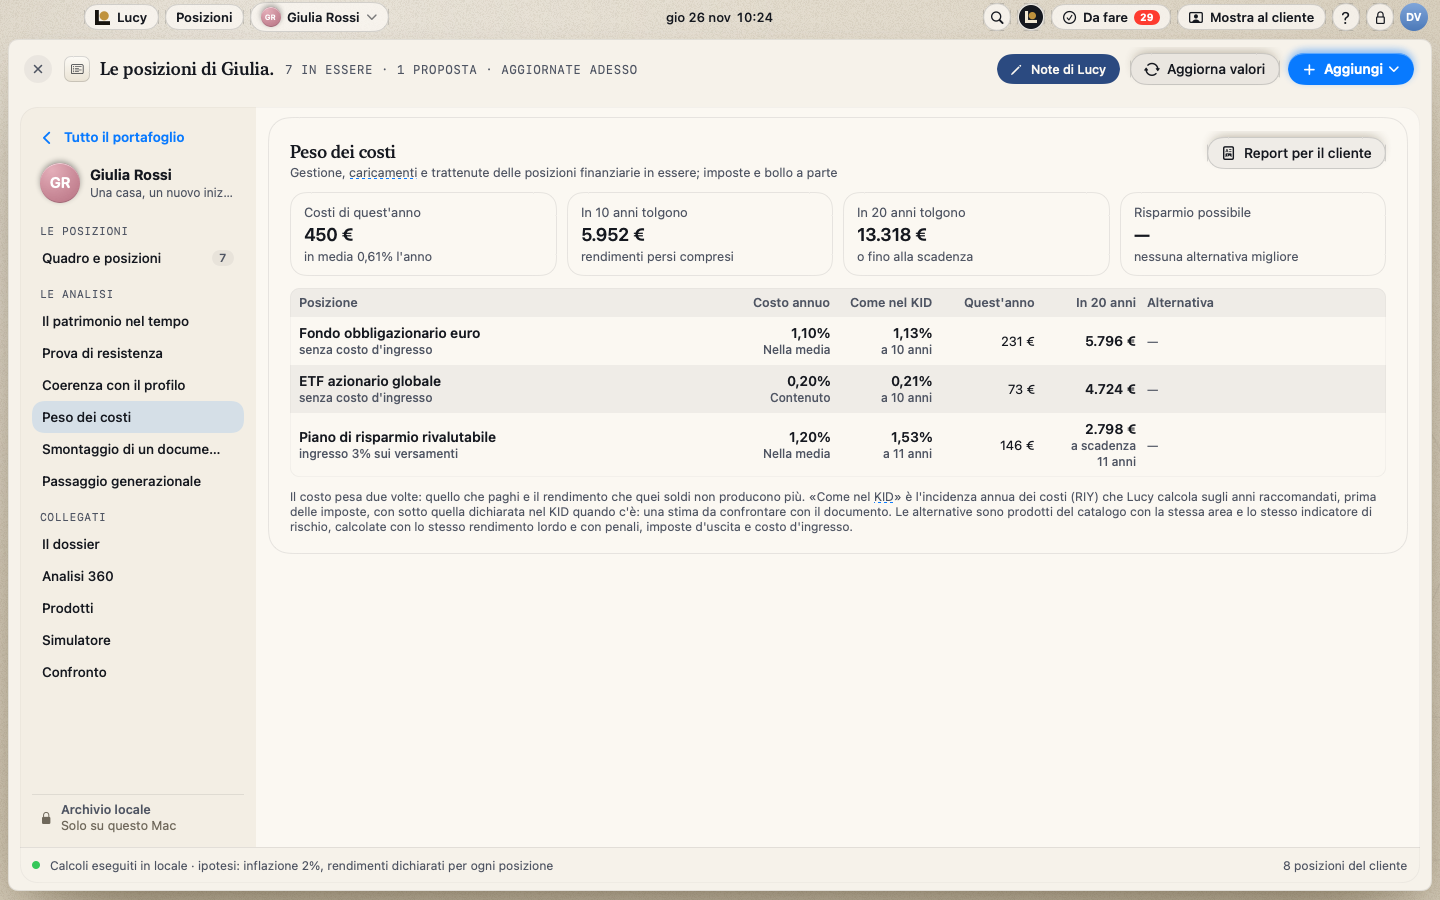 Lucy
Posizioni
GR Giulia Rossi
gio 26 nov 10:24
Da fare 29
Mostra al cliente
?
DV
Le posizioni di Giulia.
7 IN ESSERE · 1 PROPOSTA · AGGIORNATE ADESSO
Note di Lucy
Aggiorna valori
+ Aggiungi
Tutto il portafoglio
GR
Giulia Rossi
Una casa, un nuovo iniz...
LE POSIZIONI
Quadro e posizioni 7
LE ANALISI
Il patrimonio nel tempo
Prova di resistenza
Coerenza con il profilo
Peso dei costi
Smontaggio di un docume...
Passaggio generazionale
COLLEGATI
Il dossier
Analisi 360
Prodotti
Simulatore
Confronto
Archivio locale
Solo su questo Mac
Peso dei costi
Gestione, caricamenti e trattenute delle posizioni finanziarie in essere; imposte e bollo a parte
Report per il cliente
Costi di quest'anno
450 €
in media 0,61% l'anno
In 10 anni tolgono
5.952 €
rendimenti persi compresi
In 20 anni tolgono
13.318 €
o fino alla scadenza
Risparmio possibile
—
nessuna alternativa migliore
Posizione Costo annuo Come nel KID Quest'anno In 20 anni Alternativa
Fondo obbligazionario euro 1,10% 1,13% 231 € 5.796 € —
senza costo d'ingresso Nella media a 10 anni
ETF azionario globale 0,20% 0,21% 73 € 4.724 € —
senza costo d'ingresso Contenuto a 10 anni
Piano di risparmio rivalutabile 1,20% 1,53% 146 € 2.798 € —
ingresso 3% sui versamenti Nella media a 11 anni a scadenza
11 anni
Il costo pesa due volte: quello che paghi e il rendimento che quei soldi non producono più. «Come nel KID» è l'incidenza annua dei costi (RIY) che Lucy calcola sugli anni raccomandati, prima
delle imposte, con sotto quella dichiarata nel KID quando c'è: una stima da confrontare con il documento. Le alternative sono prodotti del catalogo con la stessa area e lo stesso indicatore di
rischio, calcolate con lo stesso rendimento lordo e con penali, imposte d'uscita e costo d'ingresso.
Calcoli eseguiti in locale · ipotesi: inflazione 2%, rendimenti dichiarati per ogni posizione
8 posizioni del cliente